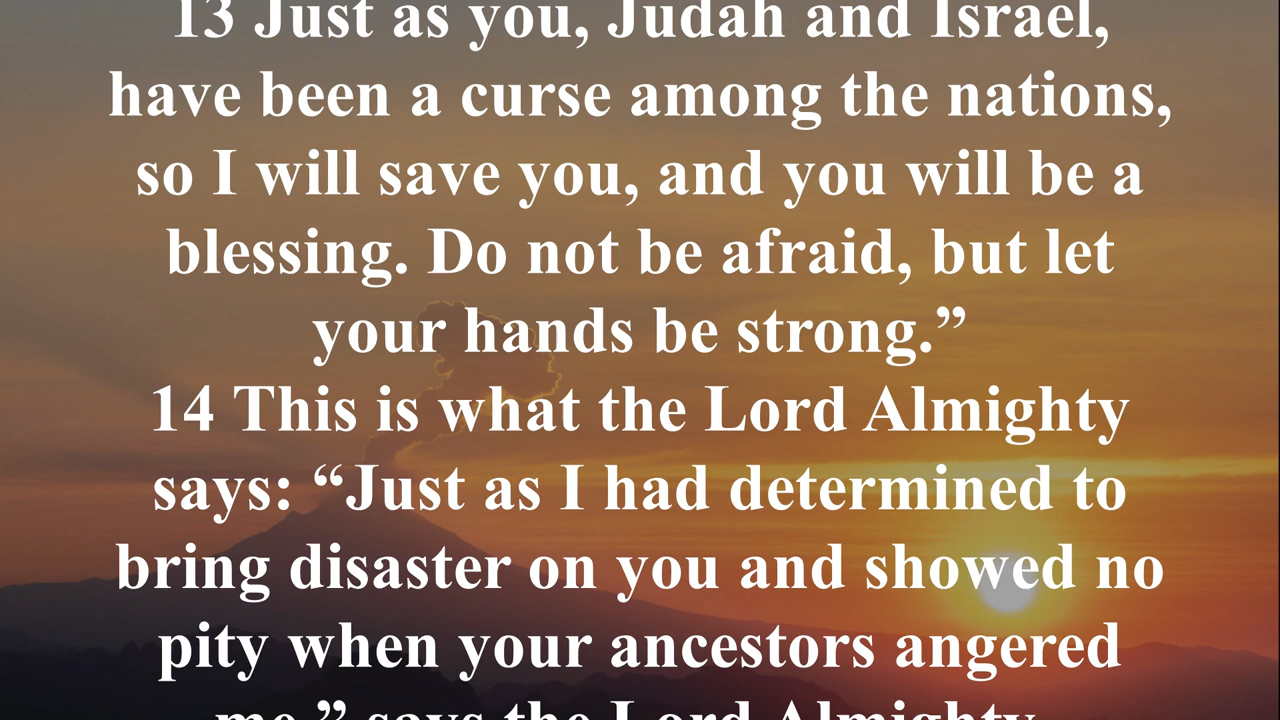 13 Just as you, Judah and Israel,
have been a curse among the nations,
so I will save you, and you will be a
blessing. Do not be afraid, but let
your hands be strong.”
14 This is what the Lord Almighty
says: “Just as I had determined to
bring disaster on you and showed no
pity when your ancestors angered
me,” says the Lord Almighty,